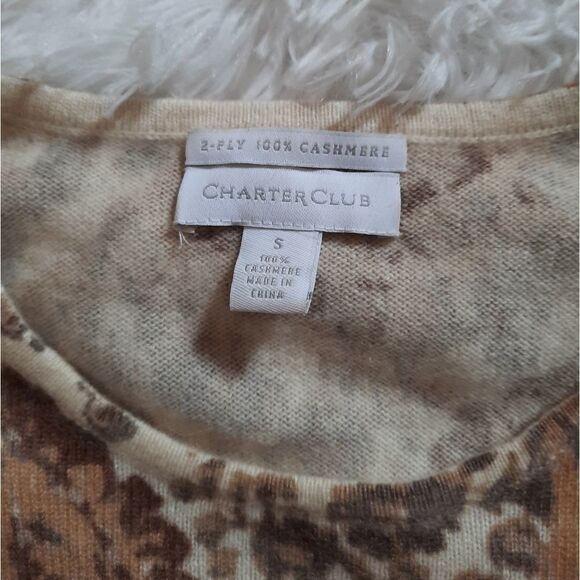 2-PLY 100% CASHMERE
CHARTER CLUB
S
100%
CASHMERE
MADE IN
CHINA